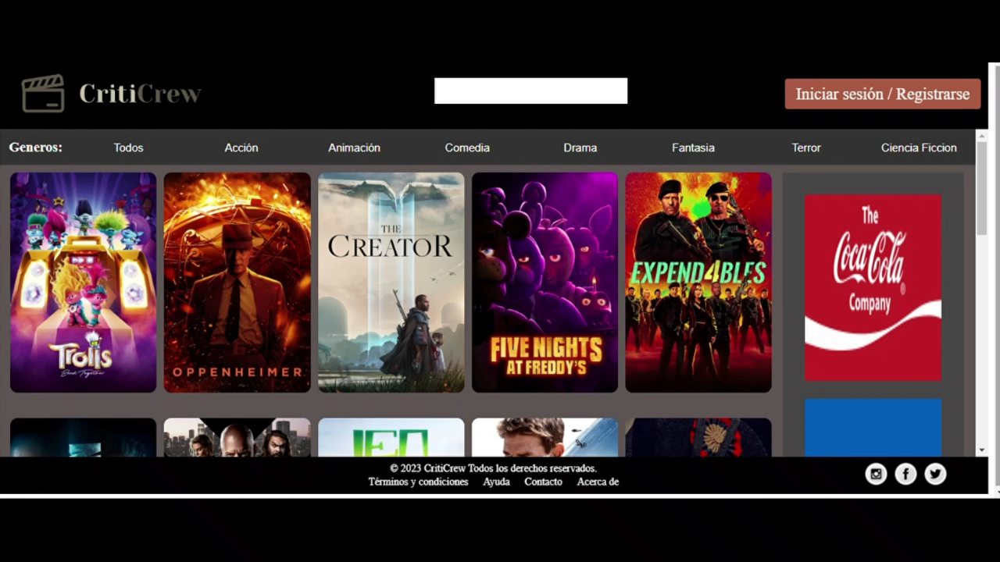 CritiCrew
Iniciar sesión / Registrarse
Generos: Todos Acción Animación Comedia Drama Fantasia Terror Ciencia Ficcion
Trolls
Band Together
OPPENHEIMER
THE
CREATOR
FIVE NIGHTS
AT FREDDY'S
EXPEND4BLES
The
Coca-Cola
®
Company
© 2023 CritiCrew Todos los derechos reservados.
Términos y condiciones Ayuda Contacto Acerca de